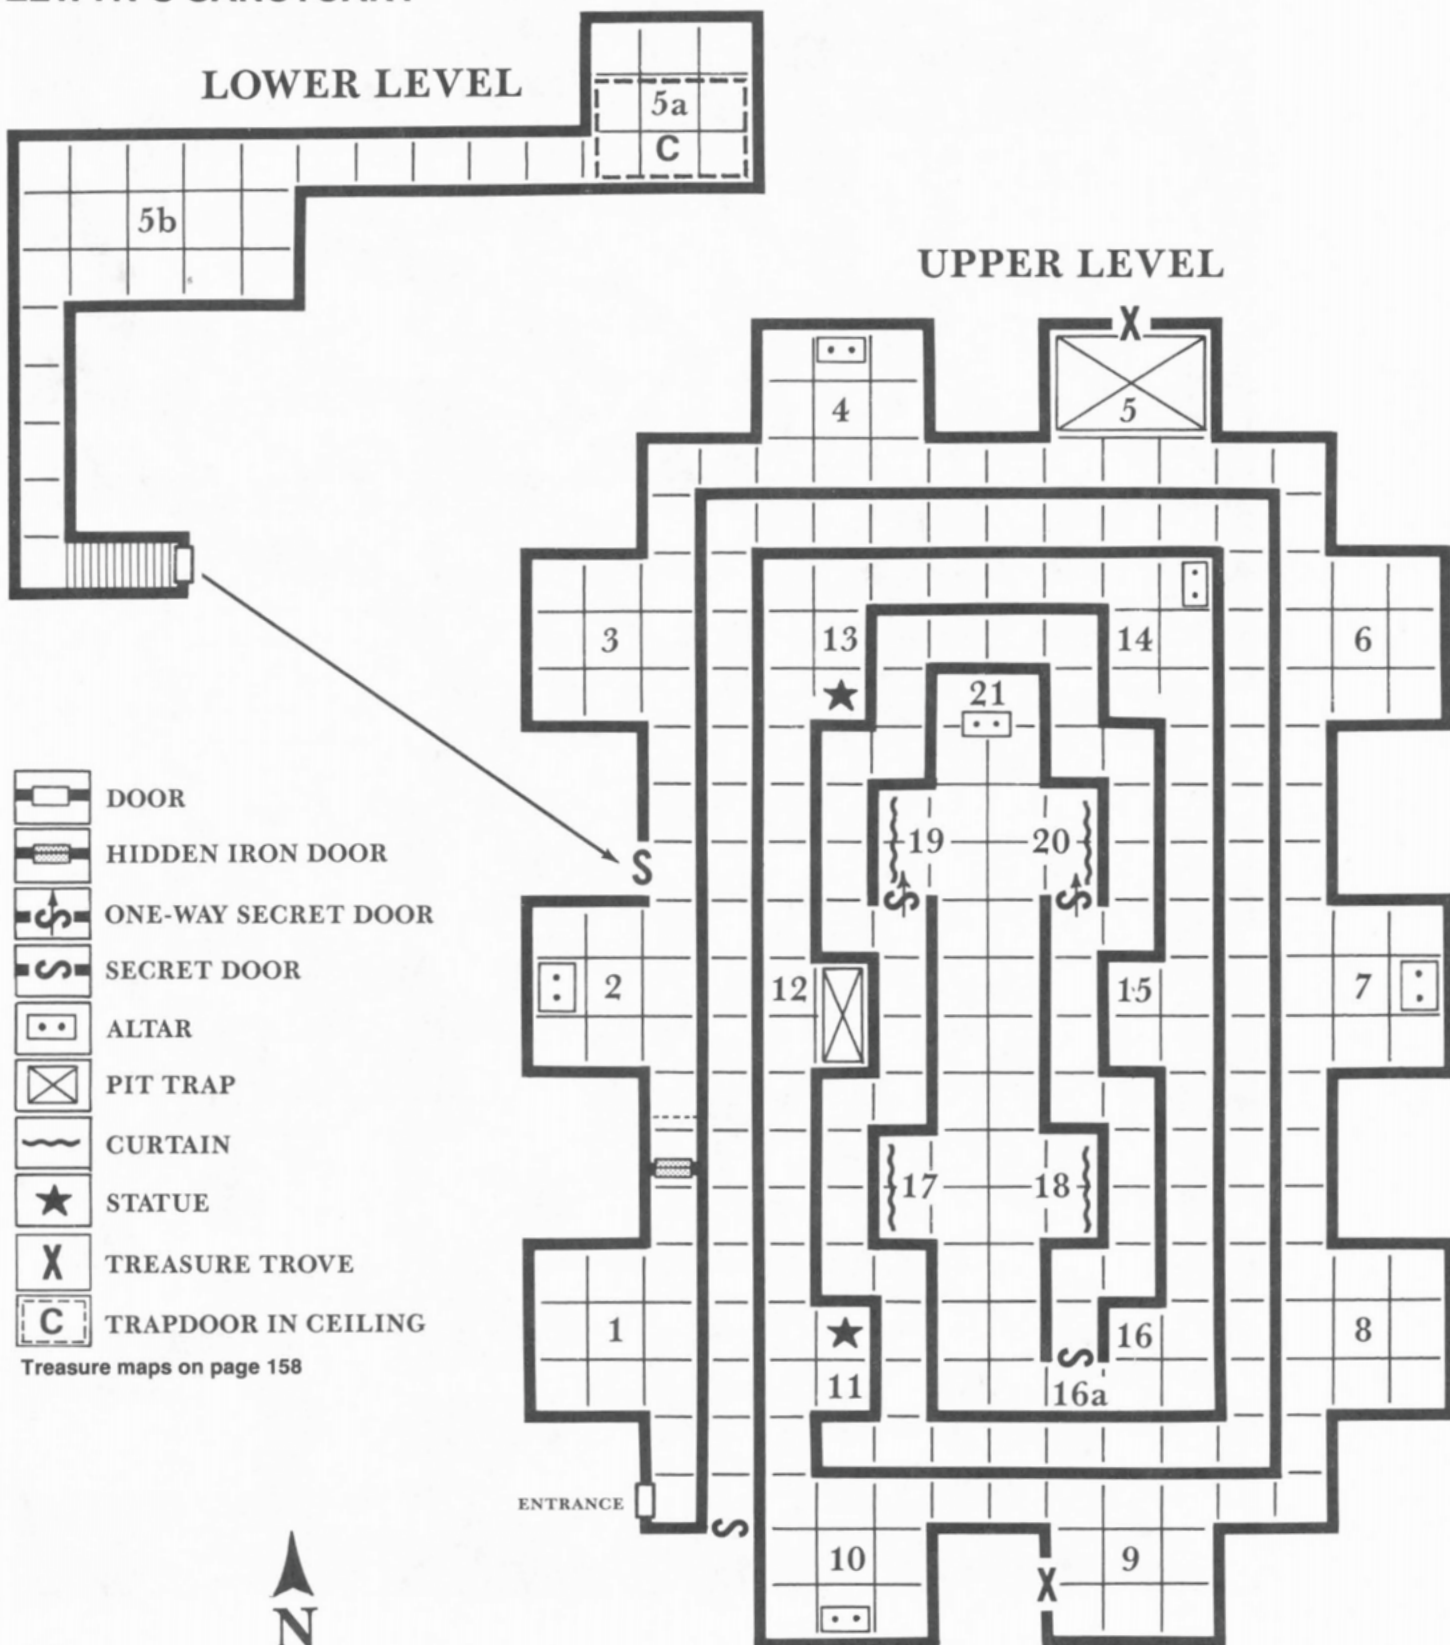 LOWER LEVEL
5a
C
5b
UPPER LEVEL
4
5
3
13
14
6
21
19
20
2
12
15
7
17
18
1
16
8
11
16a
ENTRANCE
10
9
N
DOOR
HIDDEN IRON DOOR
S ONE-WAY SECRET DOOR
S SECRET DOOR
ALTAR
PIT TRAP
CURTAIN
STATUE
X TREASURE TROVE
C TRAPDOOR IN CEILING
Treasure maps on page 158